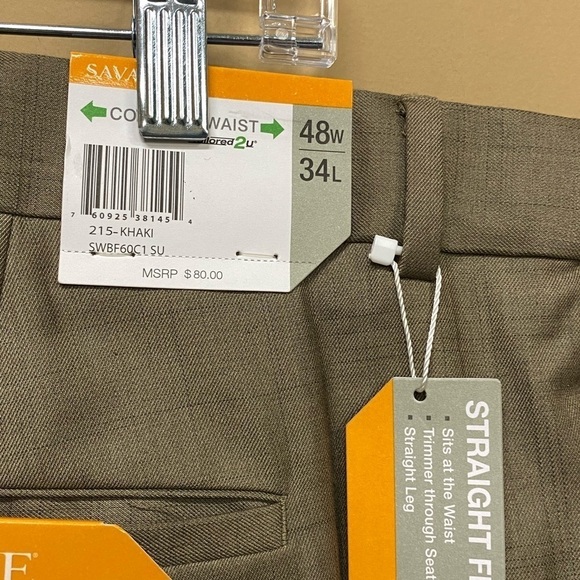 SAVA
CO WAIST
ilored2u®
48W
34L
7 60925 38145 4
215-KHAKI
SWBF60C1 SU
MSRP $80.00
STRAIGHT F
• Sits at the Waist
• Trimmer through Seat
• Straight Leg
E®